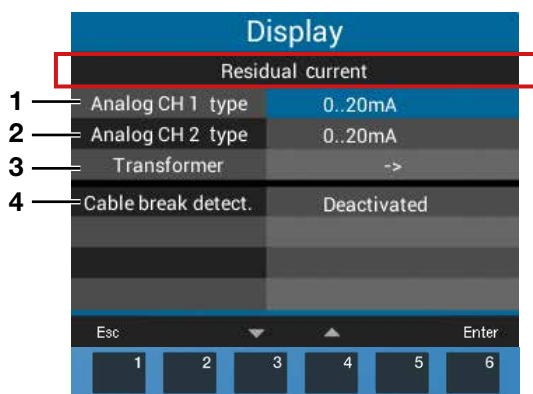 Display
Residual current
1 Analog CH 1 type 0..20mA
2 Analog CH 2 type 0..20mA
3 Transformer ->
4 Cable break detect. Deactivated
Esc Enter
1 2 3 4 5 6